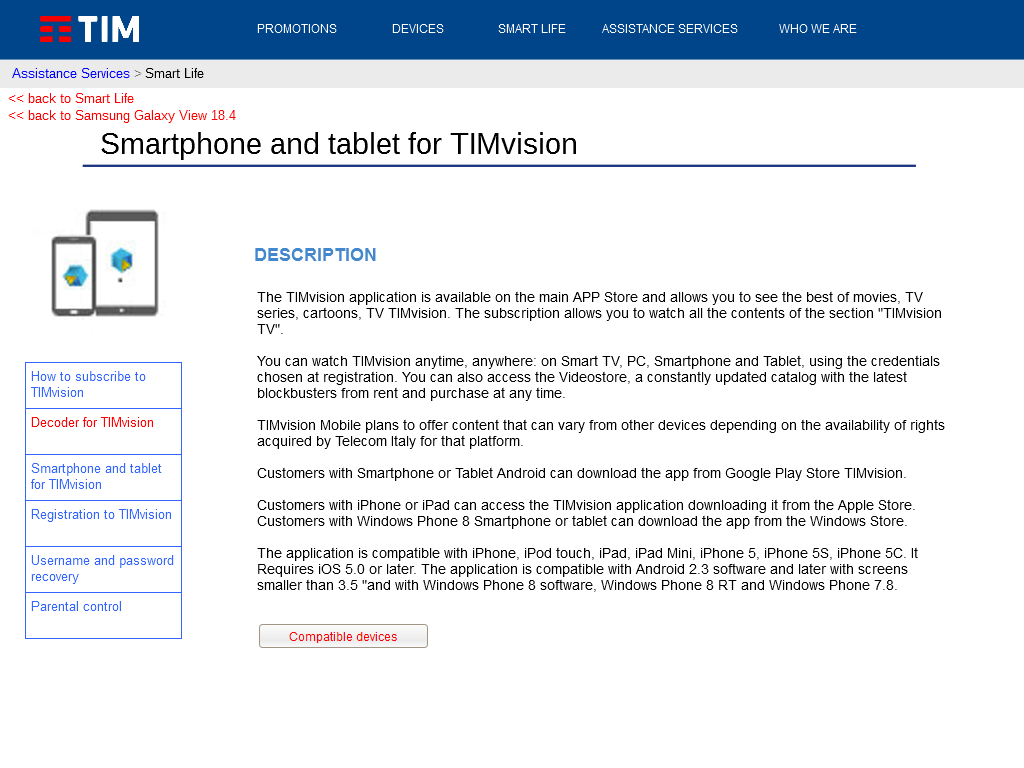 TIM
PROMOTIONS DEVICES SMART LIFE ASSISTANCE SERVICES WHO WE ARE
Assistance Services > Smart Life
<< back to Smart Life
<< back to Samsung Galaxy View 18.4
Smartphone and tablet for TIMvision
How to subscribe to
TIMvision
Decoder for TIMvision
Smartphone and tablet
for TIMvision
Registration to TIMvision
Username and password
recovery
Parental control
DESCRIPTION
The TIMvision application is available on the main APP Store and allows you to see the best of movies, TV
series, cartoons, TV TIMvision. The subscription allows you to watch all the contents of the section "TIMvision
TV".
You can watch TIMvision anytime, anywhere: on Smart TV, PC, Smartphone and Tablet, using the credentials
chosen at registration. You can also access the Videostore, a constantly updated catalog with the latest
blockbusters from rent and purchase at any time.
TIMvision Mobile plans to offer content that can vary from other devices depending on the availability of rights
acquired by Telecom Italy for that platform.
Customers with Smartphone or Tablet Android can download the app from Google Play Store TIMvision.
Customers with iPhone or iPad can access the TIMvision application downloading it from the Apple Store.
Customers with Windows Phone 8 Smartphone or tablet can download the app from the Windows Store.
The application is compatible with iPhone, iPod touch, iPad, iPad Mini, iPhone 5, iPhone 5S, iPhone 5C. It
Requires iOS 5.0 or later. The application is compatible with Android 2.3 software and later with screens
smaller than 3.5 "and with Windows Phone 8 software, Windows Phone 8 RT and Windows Phone 7.8.
Compatible devices